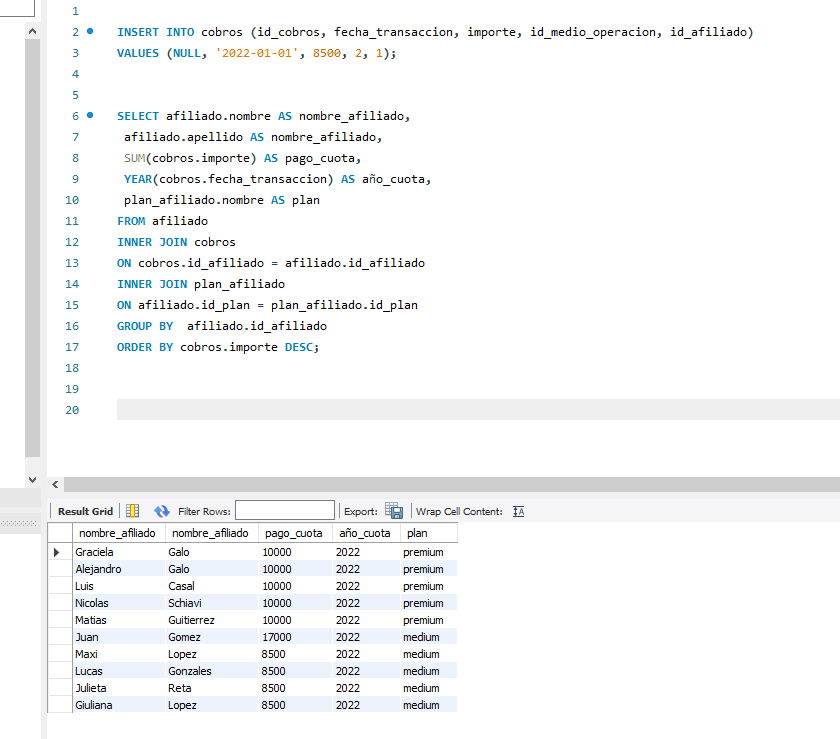 1
2 INSERT INTO cobros (id_cobros, fecha_transaccion, importe, id_medio_operacion, id_afiliado)
3 VALUES (NULL, '2022-01-01', 8500, 2, 1);
4
5
6 SELECT afiliado.nombre AS nombre_afiliado,
7 afiliado.apellido AS nombre_afiliado,
8 SUM(cobros.importe) AS pago_cuota,
9 YEAR(cobros.fecha_transaccion) AS año_cuota,
10 plan_afiliado.nombre AS plan
11 FROM afiliado
12 INNER JOIN cobros
13 ON cobros.id_afiliado = afiliado.id_afiliado
14 INNER JOIN plan_afiliado
15 ON afiliado.id_plan = plan_afiliado.id_plan
16 GROUP BY  afiliado.id_afiliado
17 ORDER BY cobros.importe DESC;
18
19
20
Result Grid Filter Rows: Export: Wrap Cell Content: IA
nombre_afiliado nombre_afiliado pago_cuota año_cuota plan
Graciela Galo 10000 2022 premium
Alejandro Galo 10000 2022 premium
Luis Casal 10000 2022 premium
Nicolas Schiavi 10000 2022 premium
Matias Guitierrez 10000 2022 premium
Juan Gomez 17000 2022 medium
Maxi Lopez 8500 2022 medium
Lucas Gonzales 8500 2022 medium
Julieta Reta 8500 2022 medium
Giuliana Lopez 8500 2022 medium